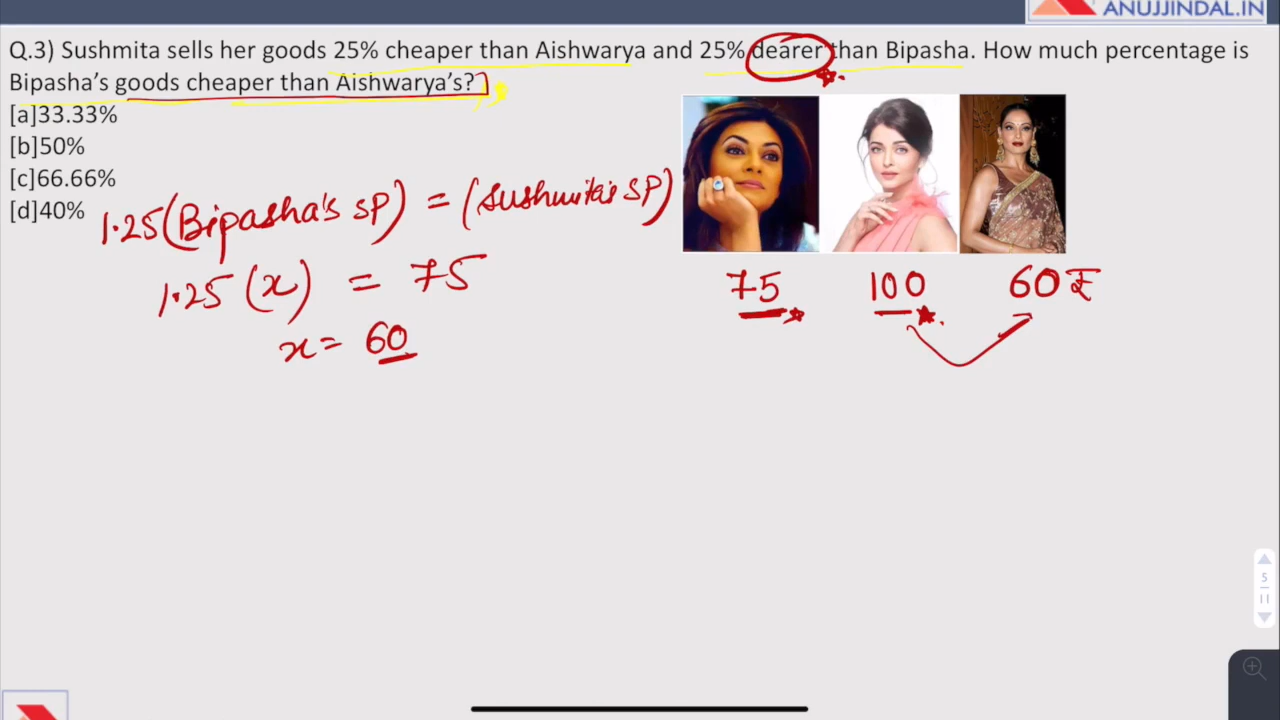 ANUJJINDAL.IN
Q.3) Sushmita sells her goods 25% cheaper than Aishwarya and 25% dearer than Bipasha. How much percentage is
Bipasha’s goods cheaper than Aishwarya’s?
[a]33.33%
[b]50%
[c]66.66%
[d]40%
1.25(Bipasha's SP) = (Sushmita's SP)
1.25 (x) = 75
x = 60
75 100 60₹
5
11